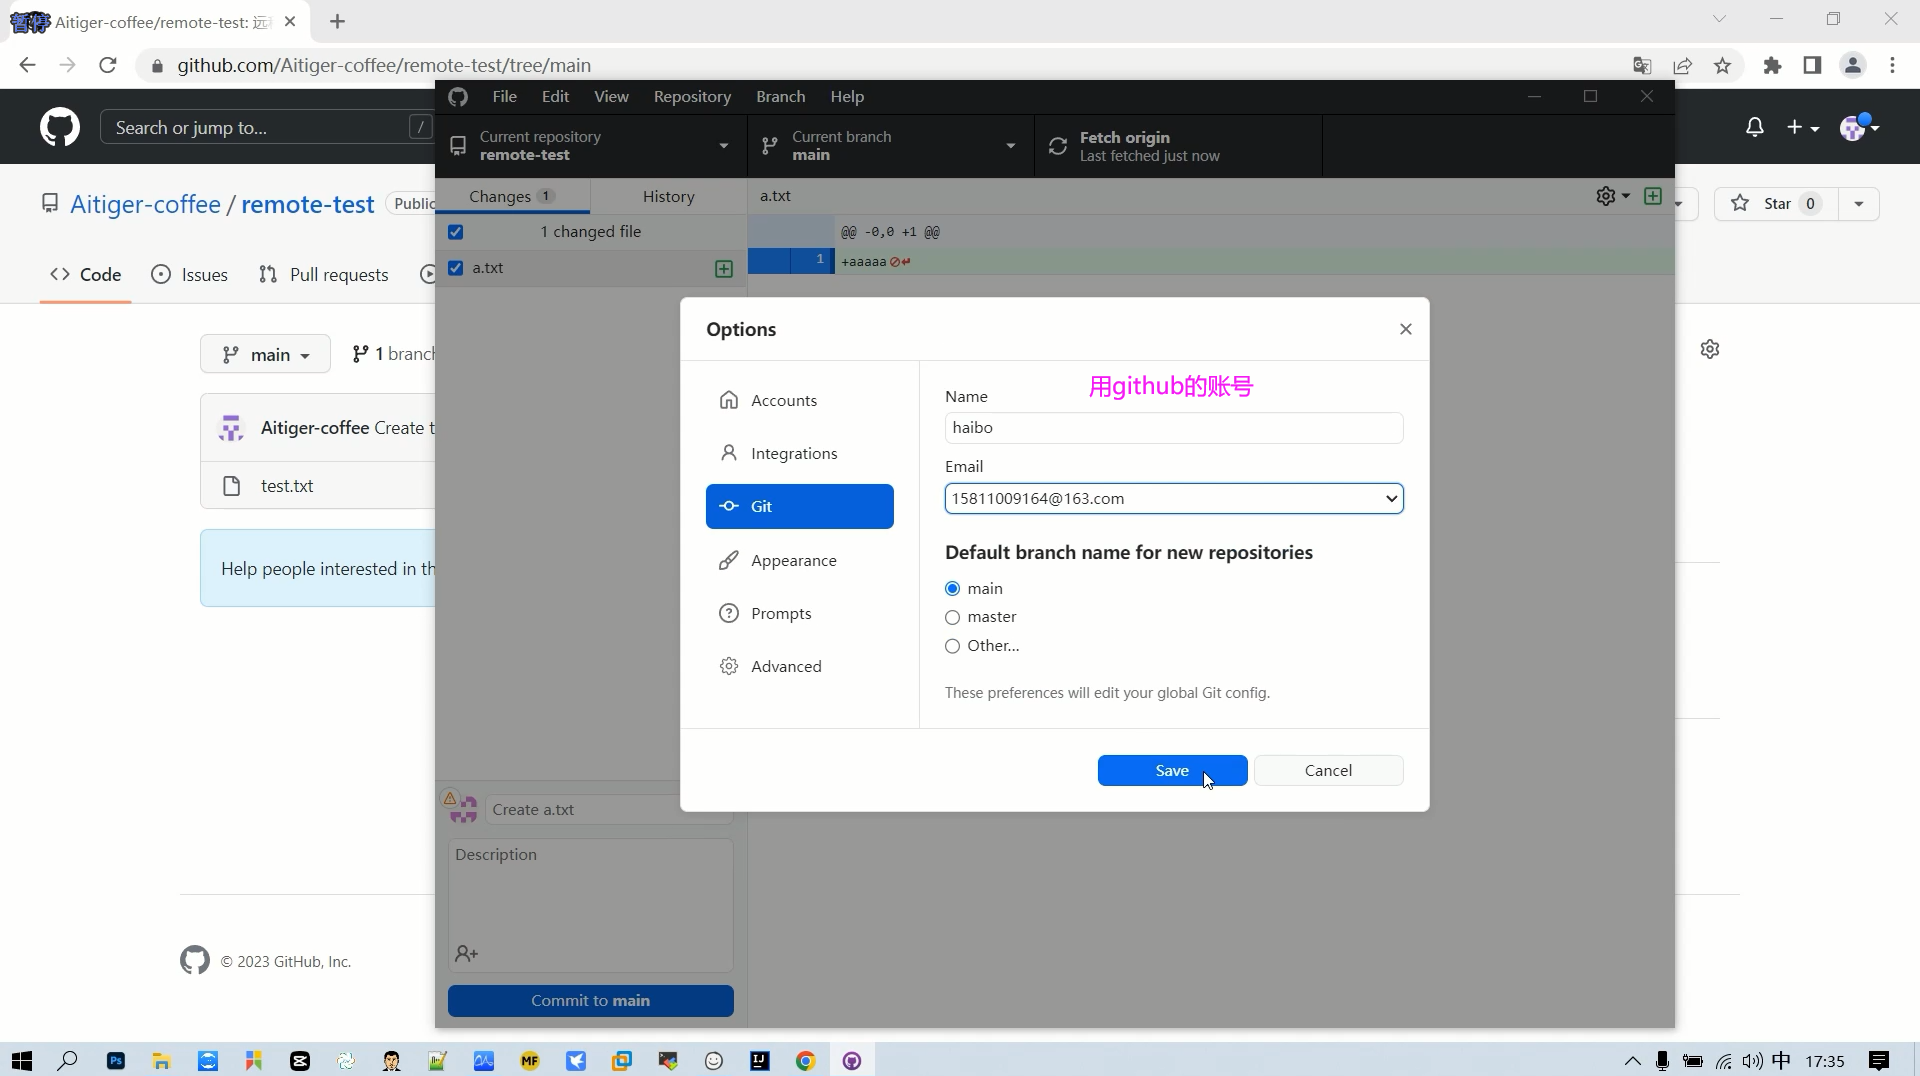 暂停
Aitiger-coffee/remote-test: 远
github.com/Aitiger-coffee/remote-test/tree/main
File Edit View Repository Branch Help
Search or jump to... /
Current repository
remote-test
Current branch
main
Fetch origin
Last fetched just now
Aitiger-coffee / remote-test Public
Star 0
Changes 1 History
a.txt
1 changed file
@@ -0,0 +1 @@
a.txt
1 +aaaaa
Code Issues Pull requests
Options
main 1 branch
Accounts
Integrations
Git
Appearance
Prompts
Advanced
用github的账号
Name
haibo
Email
15811009164@163.com
Default branch name for new repositories
main
master
Other...
These preferences will edit your global Git config.
Save Cancel
Aitiger-coffee Create t
test.txt
Help people interested in th
Create a.txt
Description
Commit to main
© 2023 GitHub, Inc.
Ps MF IJ 中 17:35